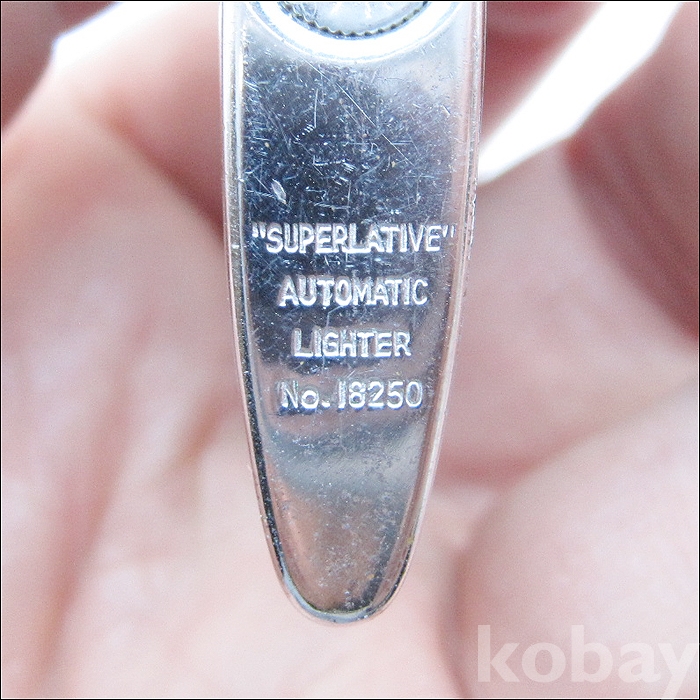 "SUPERLATIVE"
AUTOMATIC
LIGHTER
No. 18250
kobay